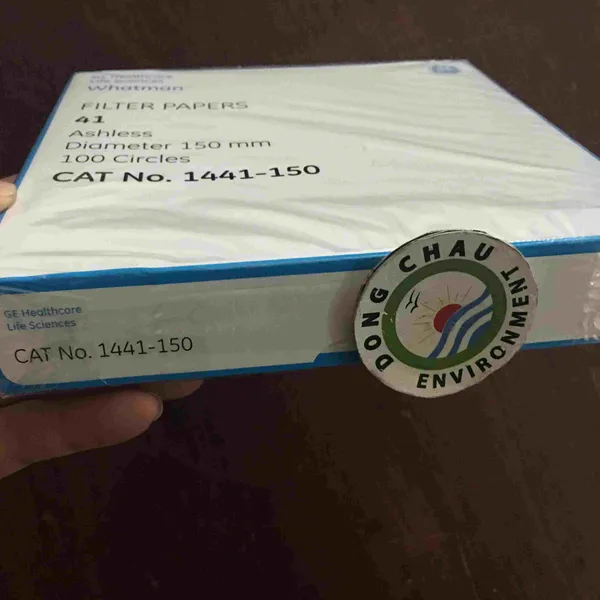 GE Healthcare
Life Sciences
Whatman
FILTER PAPERS
41
Ashless
Diameter 150 mm
100 Circles
CAT No. 1441-150
GE Healthcare
Life Sciences
CAT No. 1441-150
DONG CHAU
ENVIRONMENT